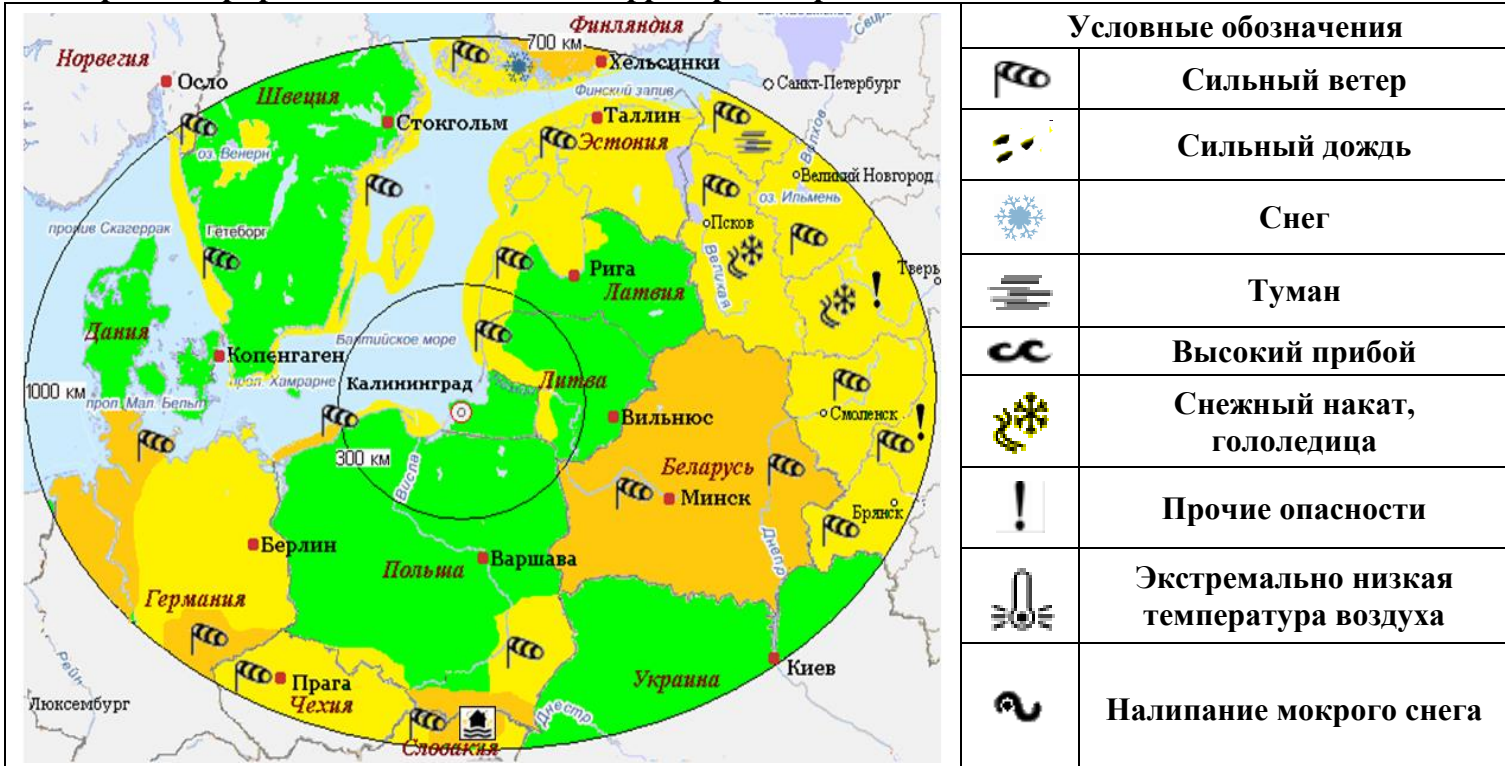 Финляндия
700 км
Свирь
Норвегия
Хельсинки
Осло
Санкт-Петербург
Швеция
Финский залив
Таллин
Стокгольм
Эстония
Волхов
оз. Венерн
Великий Новгород
оз. Ильмень
Псков
пролив Скагеррак
Гётеборг
Великая
Рига
Тверь
Латвия
Дания
Балтийское море
Копенгаген
прол. Хамрарне
Калининград
Литва
1000 км
прол. Мал. Бельт
Смоленск
Вильнюс
300 км
Висла
Беларусь
Минск
Брянск
Берлин
Днепр
Варшава
Польша
Германия
Рейн
Киев
Прага
Украина
Люксембург
Чехия
Днестр
Словакия
Условные обозначения
Сильный ветер
Сильный дождь
Снег
Туман
Высокий прибой
Снежный накат,
гололедица
Прочие опасности
Экстремально низкая
температура воздуха
Налипание мокрого снега